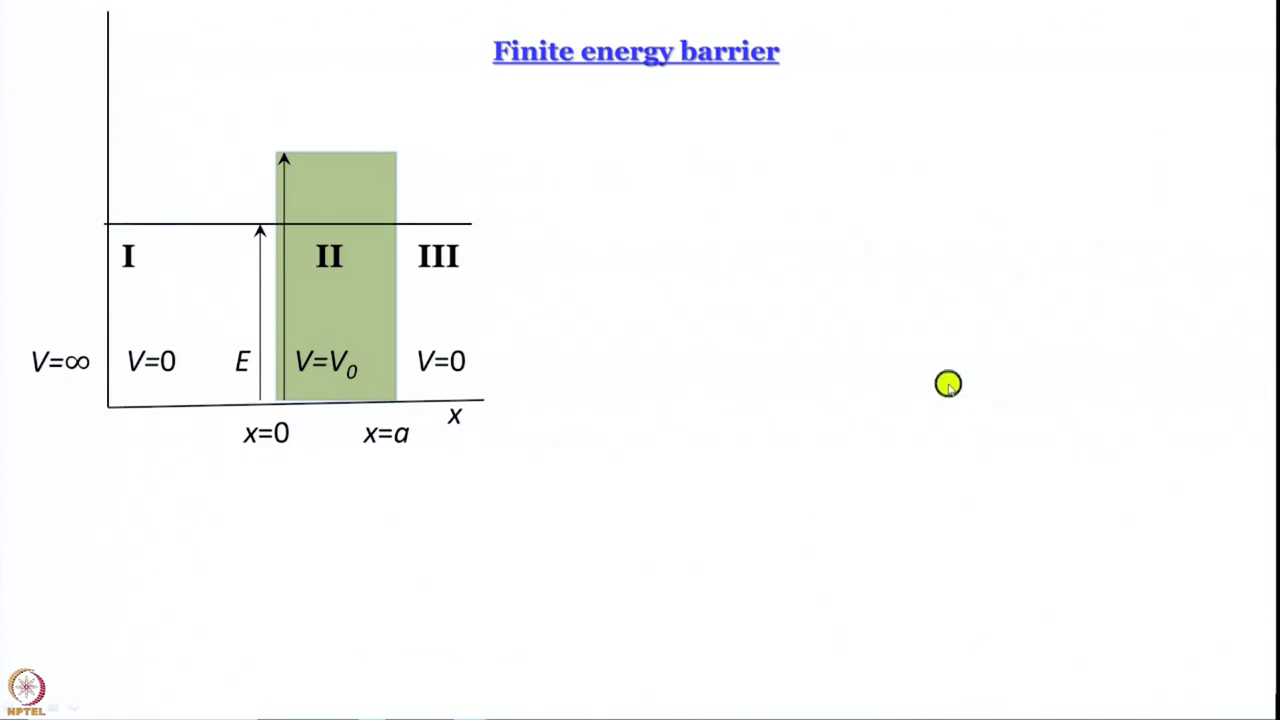 Finite energy barrier
I II III
V=∞ V=0 E V=V₀ V=0
x
x=0 x=a
NPTEL